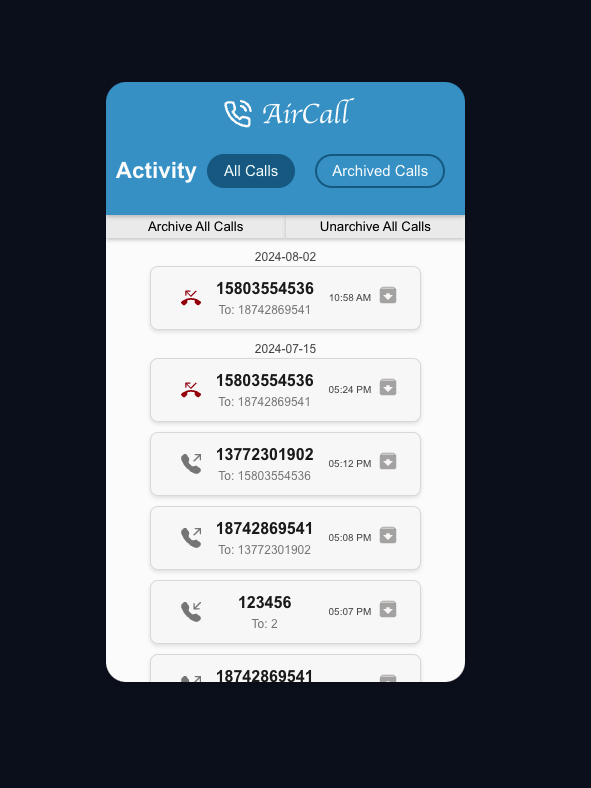 AirCall
Activity
All Calls
Archived Calls
Archive All Calls
Unarchive All Calls
2024-08-02
15803554536
To: 18742869541
10:58 AM
2024-07-15
15803554536
To: 18742869541
05:24 PM
13772301902
To: 15803554536
05:12 PM
18742869541
To: 13772301902
05:08 PM
123456
To: 2
05:07 PM
18742869541